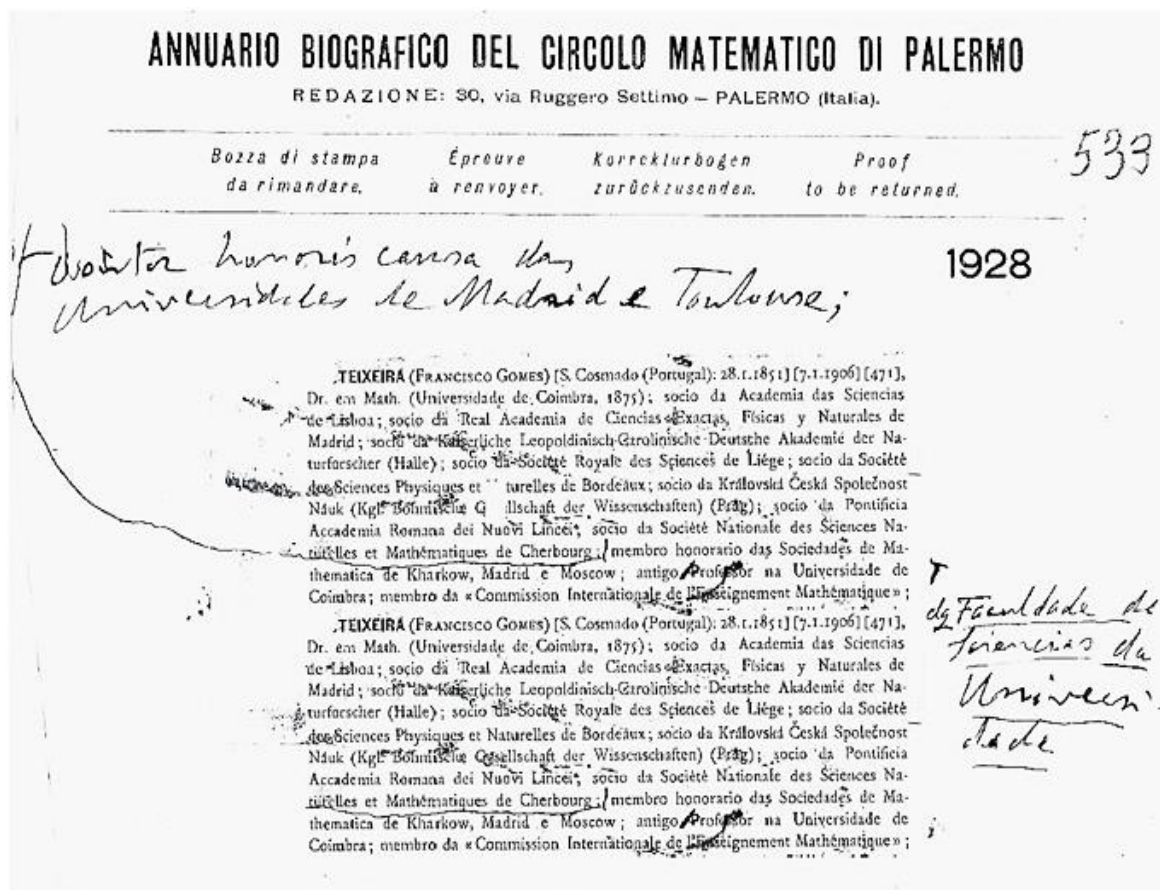 ANNUARIO BIOGRAFICO DEL CIRCOLO MATEMATICO DI PALERMO
REDAZIONE: 30, via Ruggero Settimo — PALERMO (Italia).
533
Bozza di stampa Épreuve Korrekturbogen Proof
da rimandare. à renvoyer. zurückzusenden. to be returned.
1928
doutor honoris causa das
Universidades de Madrid e Toulouse;
TEIXEIRA (FRANCISCO GOMES) [S. Cosmado (Portugal): 28.1.1851] [7.1.1906] [471],
Dr. em Math. (Universidade de Coimbra, 1875); socio da Academia das Sciencias
de Lisboa; socio da Real Academia de Ciencias Exactas, Físicas y Naturales de
Madrid; socio da Kaiserliche Leopoldinisch-Carolinische Deutsche Akademie der Na-
turforscher (Halle); socio da Société Royale des Sciences de Liége; socio da Société
des Sciences Physiques et turelles de Bordeaux; socio da Královská Česká Společnost
Náuk (Kgl. Böhmische G llschaft der Wissenschaften) (Prag); socio da Pontificia
Accademia Romana dei Nuovi Lincei; socio da Société Nationale des Sciences Na-
turelles et Mathématiques de Cherbourg; membro honorario das Sociedades de Ma-
thematica de Kharkow, Madrid e Moscow; antigo Professor na Universidade de
Coimbra; membro da «Commission Internationale de l'Enseignement Mathématique»;
TEIXEIRA (FRANCISCO GOMES) [S. Cosmado (Portugal): 28.1.1851] [7.1.1906] [471],
Dr. em Math. (Universidade de Coimbra, 1875); socio da Academia das Sciencias
de Lisboa; socio da Real Academia de Ciencias Exactas, Físicas y Naturales de
Madrid; socio da Kaiserliche Leopoldinisch-Carolinische Deutsche Akademie der Na-
turforscher (Halle); socio da Société Royale des Sciences de Liége; socio da Société
des Sciences Physiques et Naturelles de Bordeaux; socio da Královská Česká Společnost
Náuk (Kgl. Böhmische Gesellschaft der Wissenschaften) (Prag); socio da Pontificia
Accademia Romana dei Nuovi Lincei; socio da Société Nationale des Sciences Na-
turelles et Mathématiques de Cherbourg; membro honorario das Sociedades de Ma-
thematica de Kharkow, Madrid e Moscow; antigo Professor na Universidade de
Coimbra; membro da «Commission Internationale de l'Enseignement Mathématique»;
da Faculdade de
Sciencias da
Universi-
dade